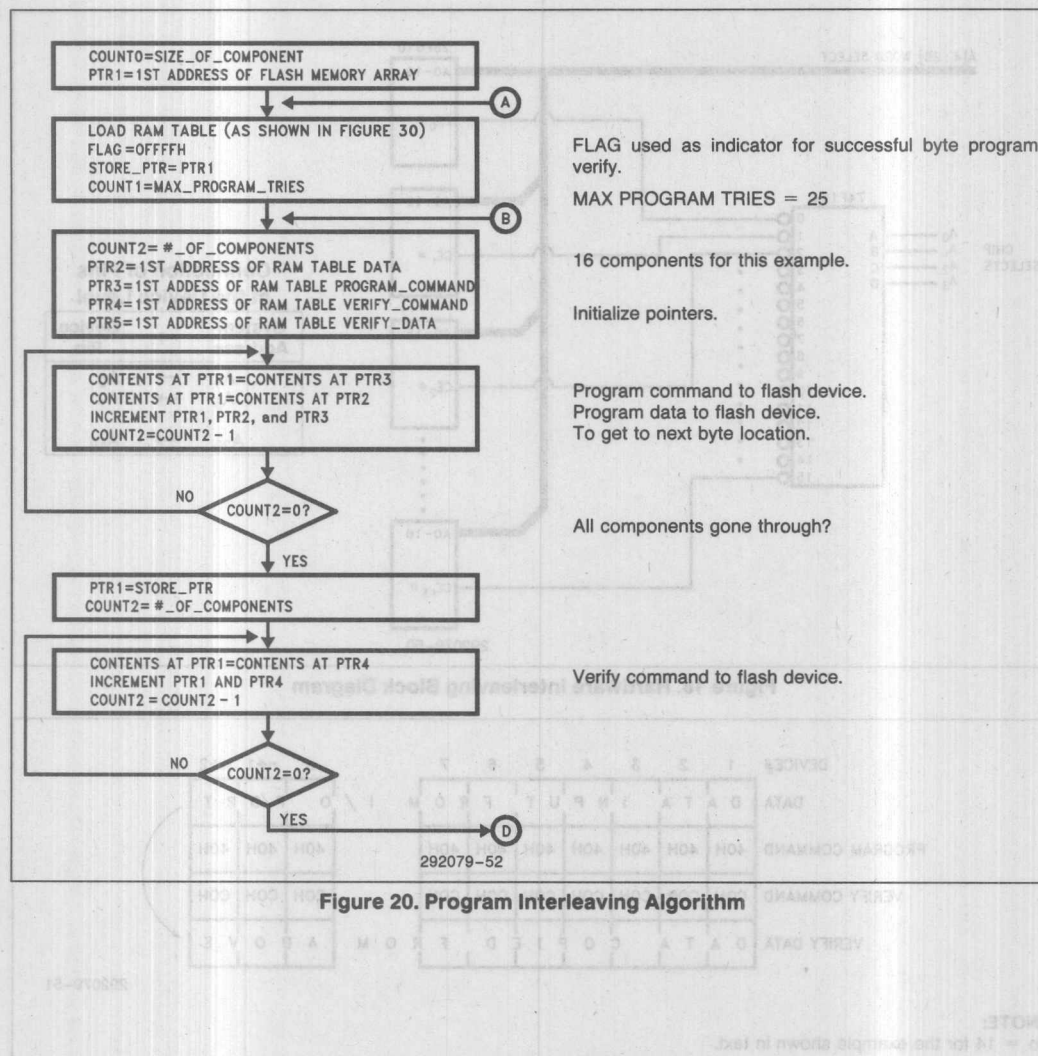 COUNT0=SIZE_OF_COMPONENT
PTR1=1ST ADDRESS OF FLASH MEMORY ARRAY
A
LOAD RAM TABLE (AS SHOWN IN FIGURE 30)
FLAG=0FFFFH
STORE_PTR=PTR1
COUNT1=MAX_PROGRAM_TRIES
FLAG used as indicator for successful byte program
verify.
MAX PROGRAM TRIES = 25
B
COUNT2= #_OF_COMPONENTS
PTR2=1ST ADDRESS OF RAM TABLE DATA
PTR3=1ST ADDESS OF RAM TABLE PROGRAM_COMMAND
PTR4=1ST ADDRESS OF RAM TABLE VERIFY_COMMAND
PTR5=1ST ADDRESS OF RAM TABLE VERIFY_DATA
16 components for this example.
Initialize pointers.
CONTENTS AT PTR1=CONTENTS AT PTR3
CONTENTS AT PTR1=CONTENTS AT PTR2
INCREMENT PTR1, PTR2, and PTR3
COUNT2=COUNT2-1
Program command to flash device.
Program data to flash device.
To get to next byte location.
NO
COUNT2=0?
All components gone through?
YES
PTR1=STORE_PTR
COUNT2= #_OF_COMPONENTS
CONTENTS AT PTR1=CONTENTS AT PTR4
INCREMENT PTR1 AND PTR4
COUNT2=COUNT2-1
Verify command to flash device.
NO
COUNT2=0?
YES
D
292079-52
Figure 20. Program Interleaving Algorithm